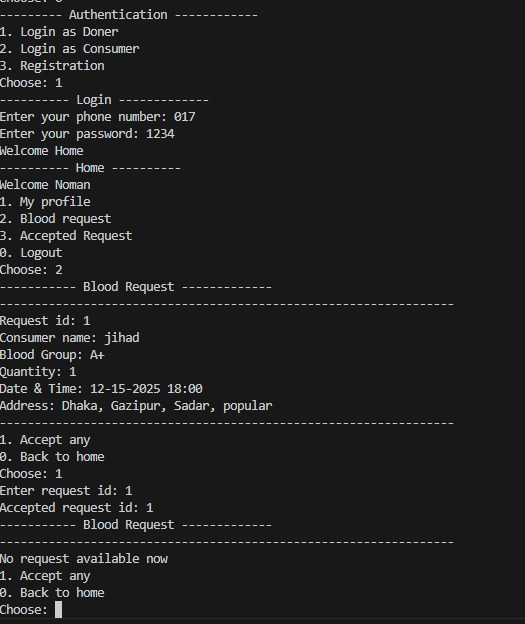 --------- Authentication ------------
1. Login as Doner
2. Login as Consumer
3. Registration
Choose: 1
---------- Login -------------
Enter your phone number: 017
Enter your password: 1234
Welcome Home
---------- Home ----------
Welcome Noman
1. My profile
2. Blood request
3. Accepted Request
0. Logout
Choose: 2
----------- Blood Request -------------
-----------------------------------------------------------------
Request id: 1
Consumer name: jihad
Blood Group: A+
Quantity: 1
Date & Time: 12-15-2025 18:00
Address: Dhaka, Gazipur, Sadar, popular
-----------------------------------------------------------------
1. Accept any
0. Back to home
Choose: 1
Enter request id: 1
Accepted request id: 1
----------- Blood Request -------------
-----------------------------------------------------------------
No request available now
1. Accept any
0. Back to home
Choose: